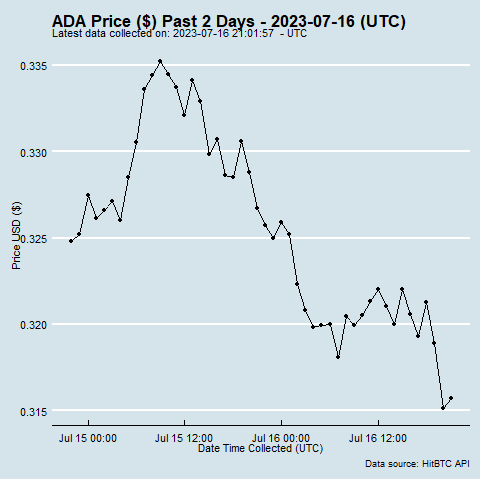 ADA Price ($) Past 2 Days - 2023-07-16 (UTC)
Latest data collected on: 2023-07-16 21:01:57 - UTC
0.335
0.330
0.325
0.320
0.315
Price USD ($)
Jul 15 00:00 Jul 15 12:00 Jul 16 00:00 Jul 16 12:00
Date Time Collected (UTC)
Data source: HitBTC API